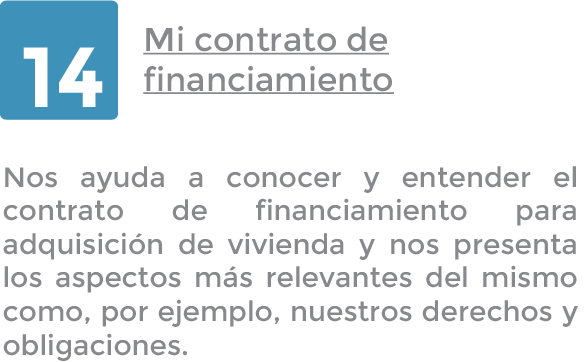 14
Mi contrato de
financiamiento
Nos ayuda a conocer y entender el
contrato de financiamiento para
adquisición de vivienda y nos presenta
los aspectos más relevantes del mismo
como, por ejemplo, nuestros derechos y
obligaciones.